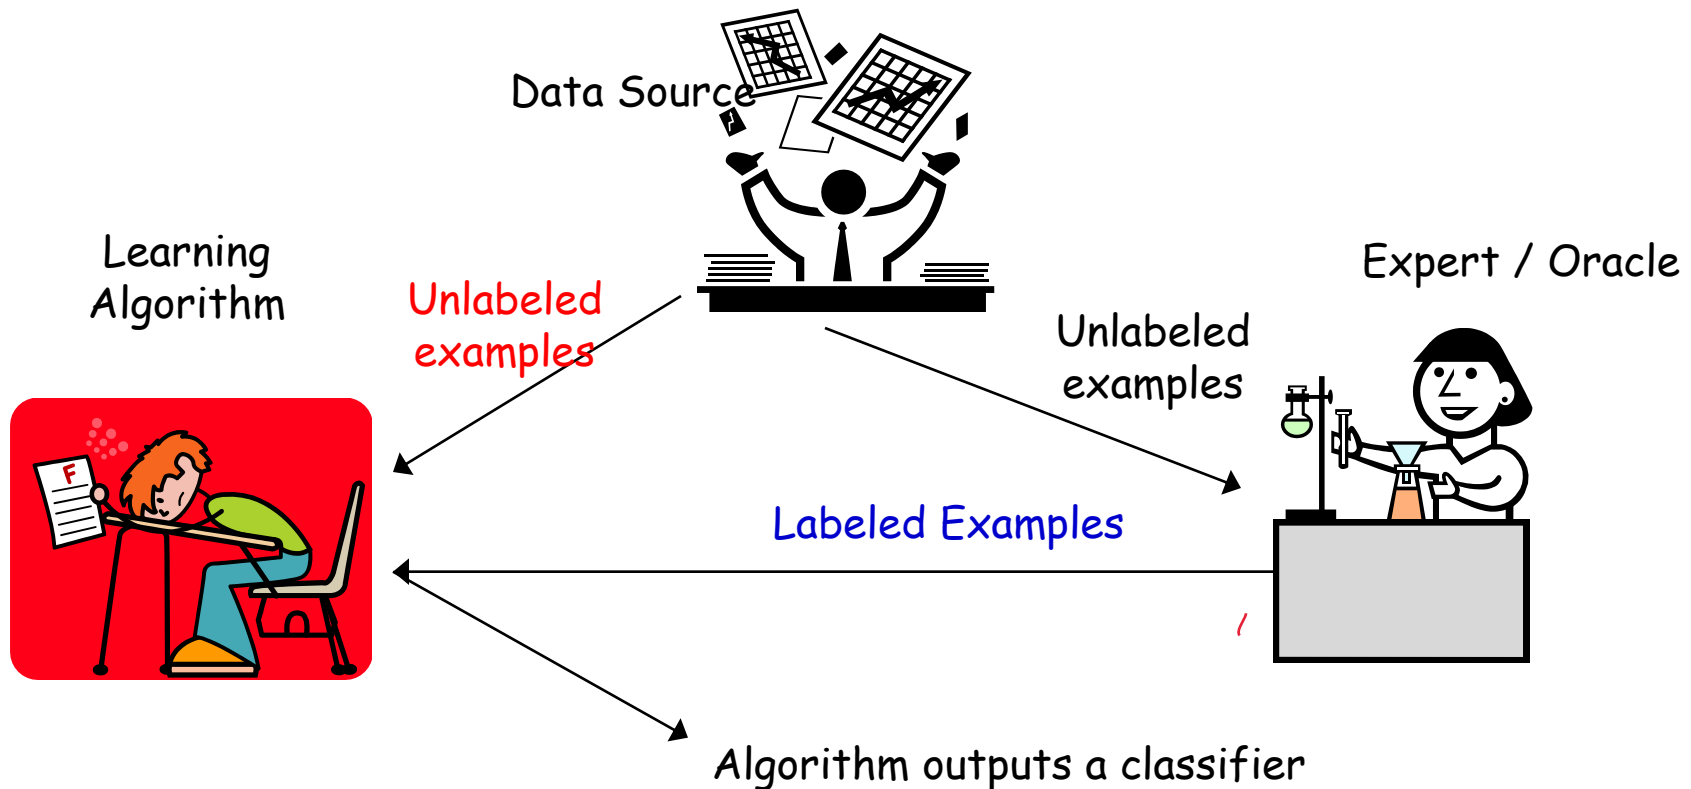 Data Source
Learning
Algorithm
Unlabeled
examples
Expert / Oracle
Unlabeled
examples
F
Labeled Examples
Algorithm outputs a classifier